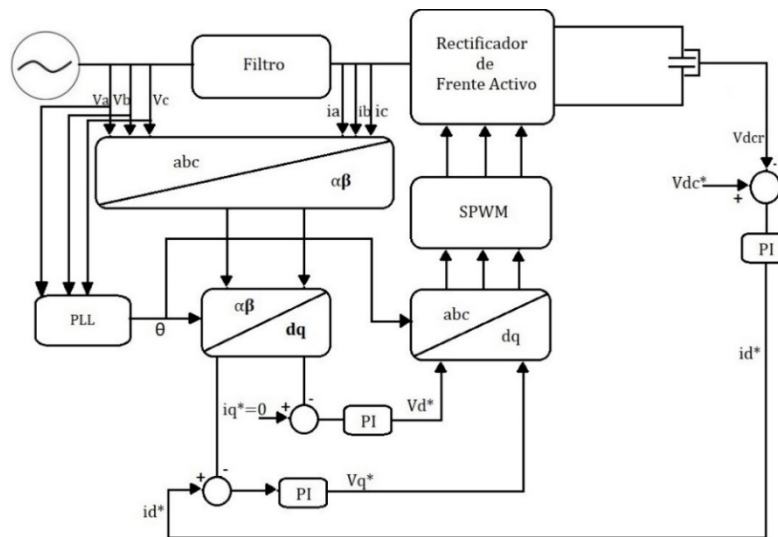 Filtro
Rectificador
de
Frente Activo
Va
Vb
Vc
ia
ib
ic
abc
αβ
Vdcr
-
Vdc*
+
SPWM
PI
PLL
θ
αβ
dq
abc
dq
id*
iq*=0
+
-
PI
Vd*
+
-
PI
Vq*
id*